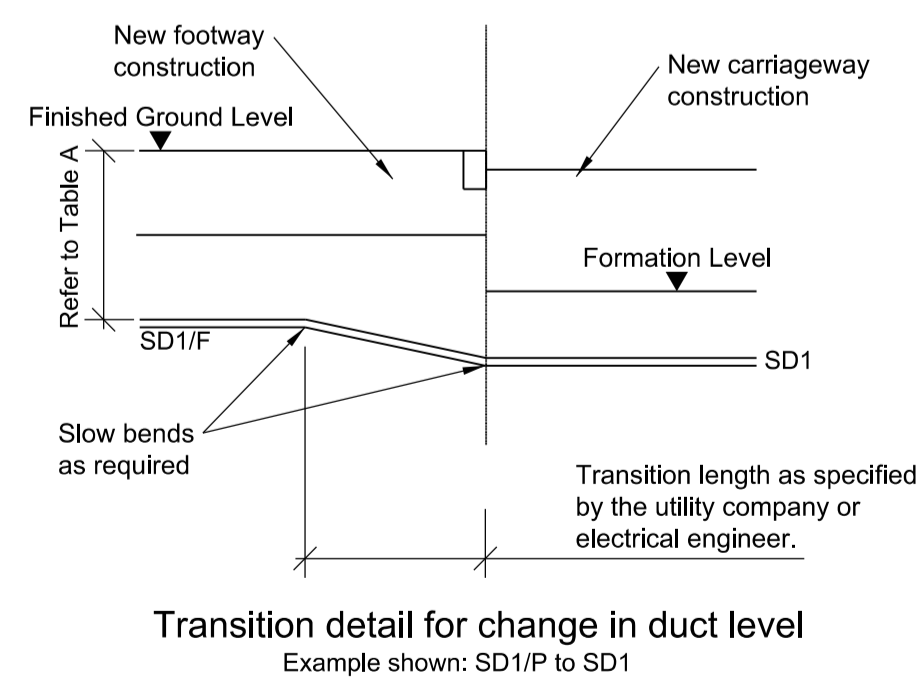 New footway
construction
New carriageway
construction
Finished Ground Level
Refer to Table A
Formation Level
SD1/F
SD1
Slow bends
as required
Transition length as specified
by the utility company or
electrical engineer.
Transition detail for change in duct level
Example shown: SD1/P to SD1